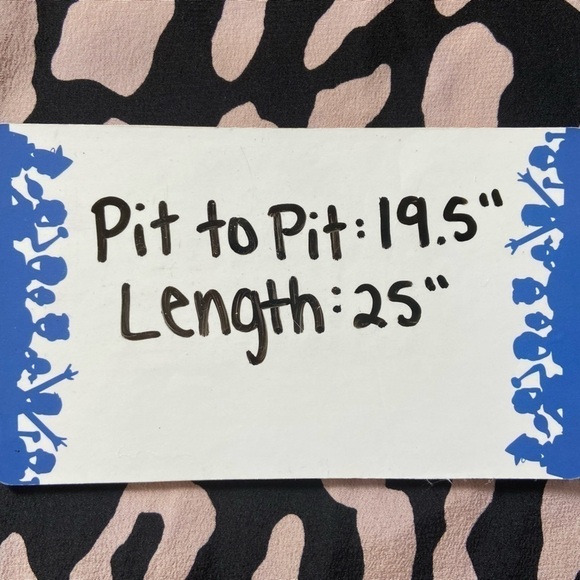 Pit to Pit: 19.5"
Length: 25"